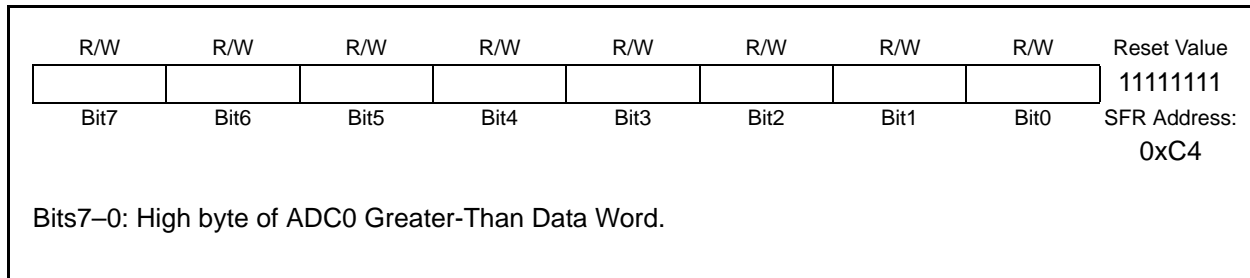 R/W R/W R/W R/W R/W R/W R/W R/W Reset Value
11111111
Bit7 Bit6 Bit5 Bit4 Bit3 Bit2 Bit1 Bit0 SFR Address:
0xC4
Bits7–0: High byte of ADC0 Greater-Than Data Word.